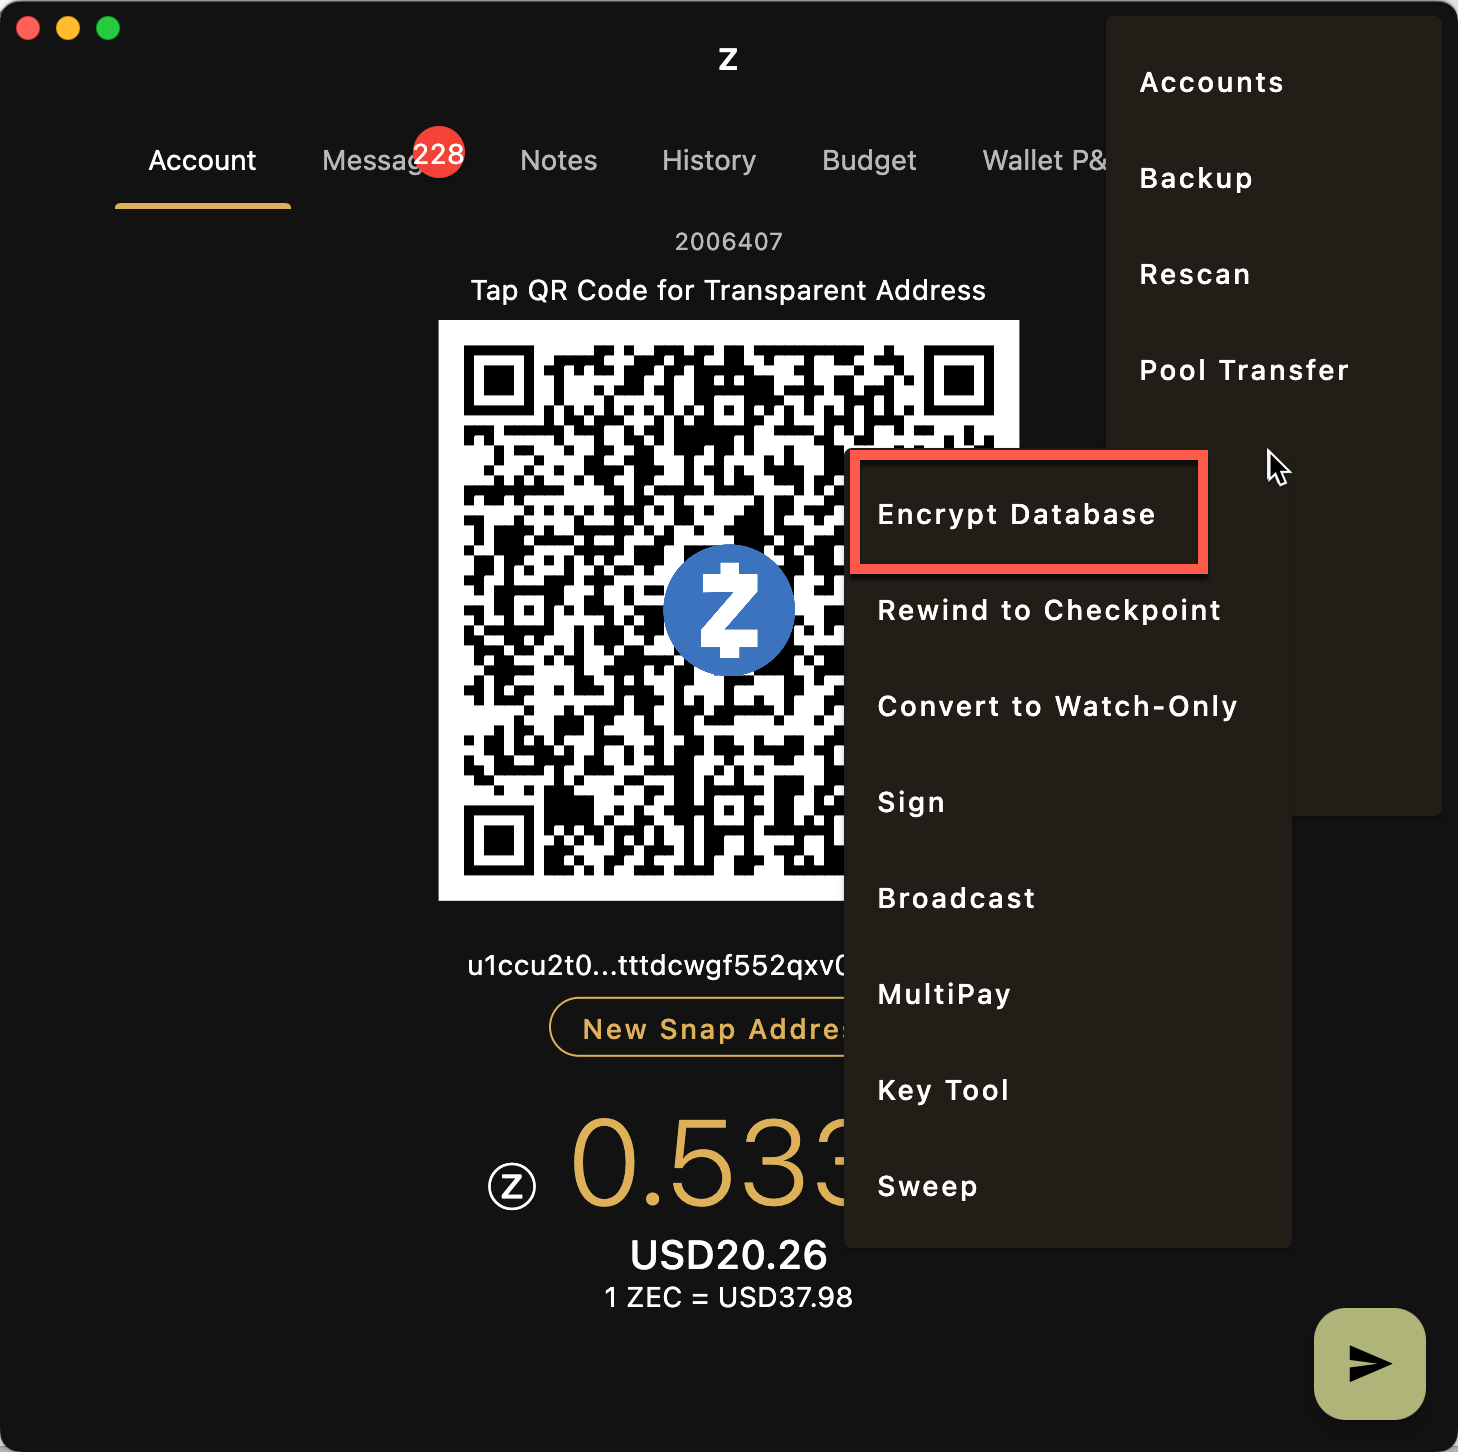 Z
Account
Messag
228
Notes
History
Budget
Wallet P&
2006407
Tap QR Code for Transparent Address
u1ccu2t0...tttdcwgf552qxv0
New Snap Addres
0.533
USD20.26
1 ZEC = USD37.98
Accounts
Backup
Rescan
Pool Transfer
Encrypt Database
Rewind to Checkpoint
Convert to Watch-Only
Sign
Broadcast
MultiPay
Key Tool
Sweep